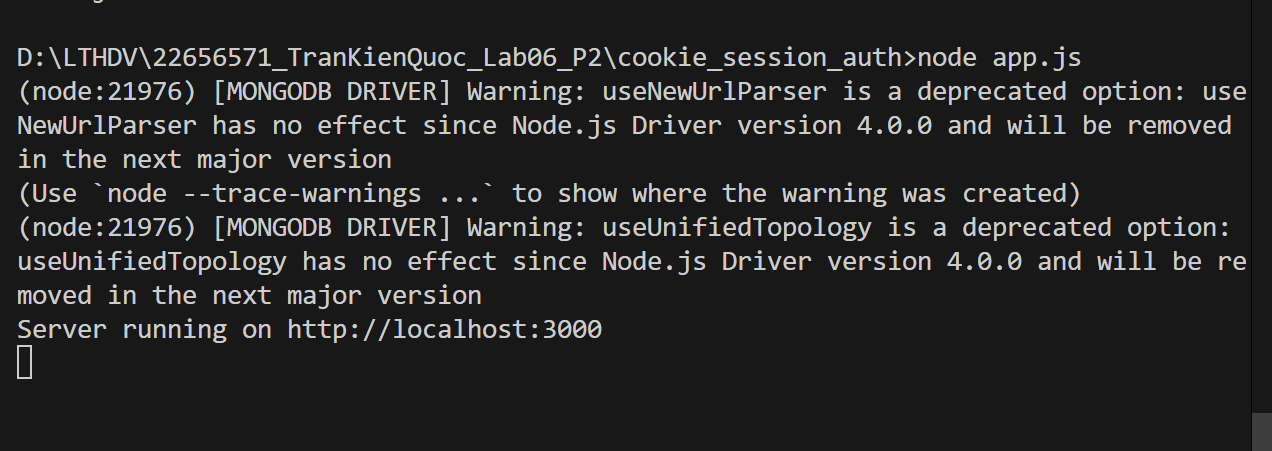 D:\LTHDV\22656571_TranKienQuoc_Lab06_P2\cookie_session_auth>node app.js
(node:21976) [MONGODB DRIVER] Warning: useNewUrlParser is a deprecated option: use
NewUrlParser has no effect since Node.js Driver version 4.0.0 and will be removed
in the next major version
(Use `node --trace-warnings ...` to show where the warning was created)
(node:21976) [MONGODB DRIVER] Warning: useUnifiedTopology is a deprecated option:
useUnifiedTopology has no effect since Node.js Driver version 4.0.0 and will be re
moved in the next major version
Server running on http://localhost:3000